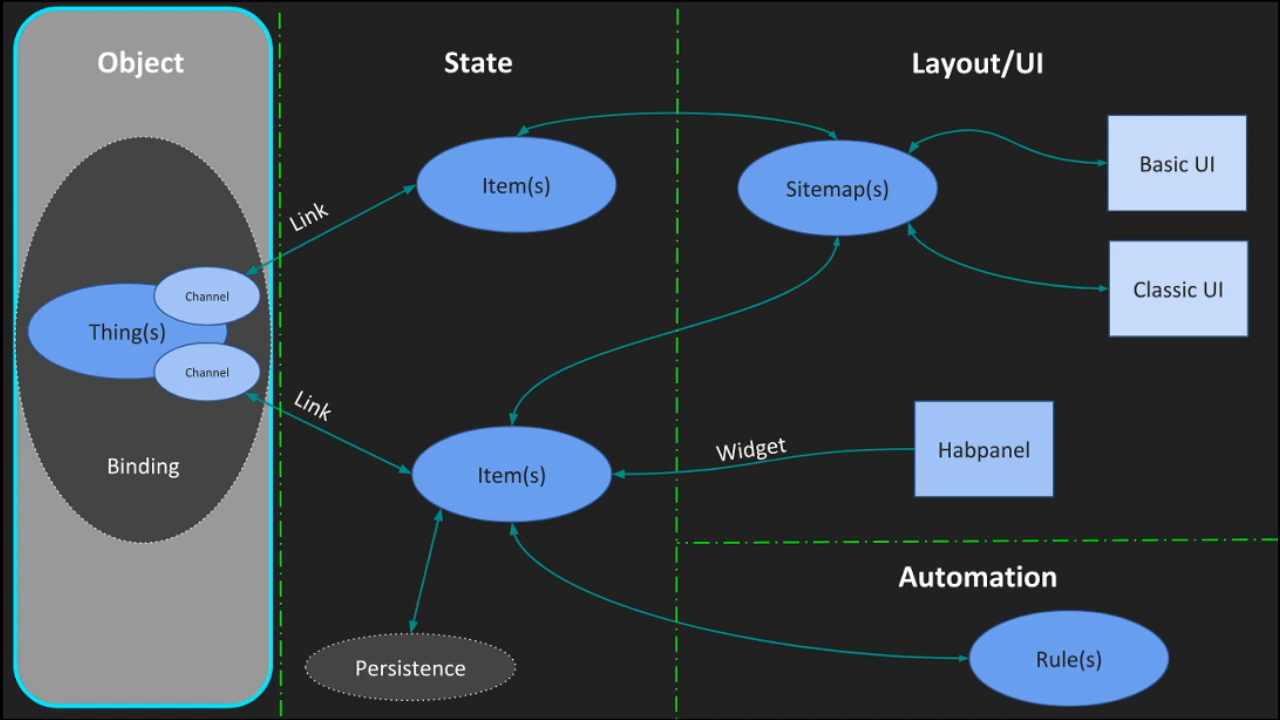 Object
State
Layout/UI
Item(s)
Sitemap(s)
Basic UI
Classic UI
Link
Channel
Thing(s)
Channel
Binding
Link
Item(s)
Widget
Habpanel
Persistence
Automation
Rule(s)